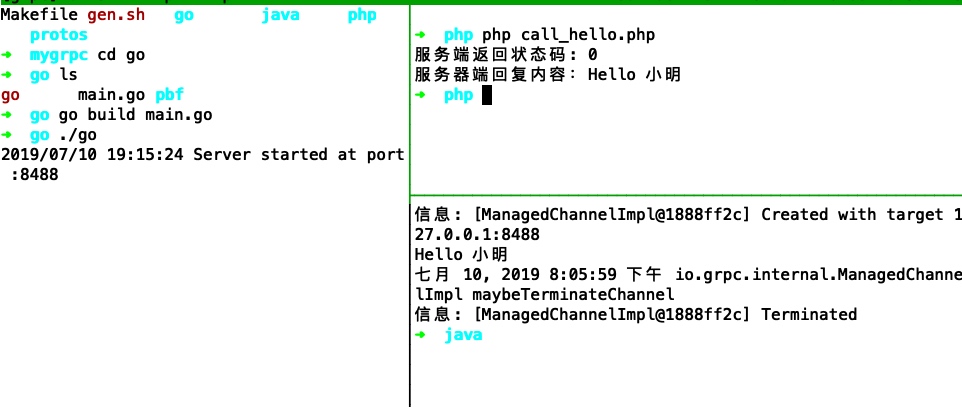 Makefile gen.sh go java php
protos
➜ mygrpc cd go
➜ go ls
go main.go pbf
➜ go go build main.go
➜ go ./go
2019/07/10 19:15:24 Server started at port
:8488
➜ php php call_hello.php
服务端返回状态码: 0
服务器端回复内容: Hello 小明
➜ php
信息: [ManagedChannelImpl@1888ff2c] Created with target 1
27.0.0.1:8488
Hello 小明
七月 10, 2019 8:05:59 下午 io.grpc.internal.ManagedChanne
lImpl maybeTerminateChannel
信息: [ManagedChannelImpl@1888ff2c] Terminated
➜ java